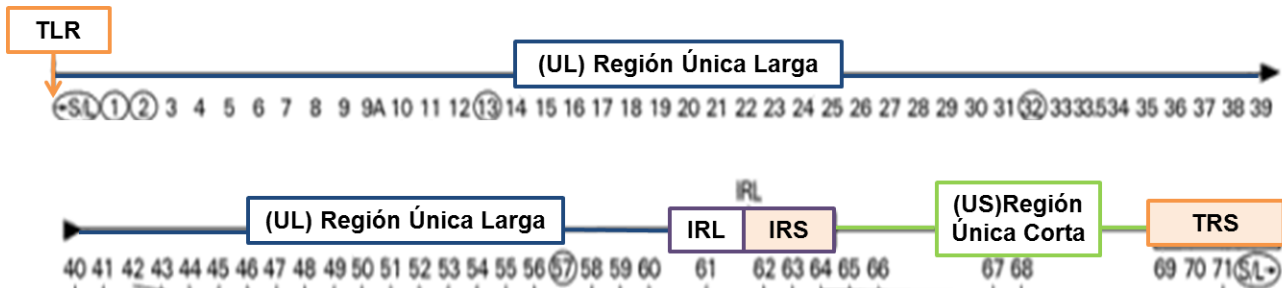 TLR
(UL) Región Única Larga
←S/L 1 2 3 4 5 6 7 8 9 9A 10 11 12 13 14 15 16 17 18 19 20 21 22 23 24 25 26 27 28 29 30 31 32 33 33.5 34 35 36 37 38 39
IRL
(UL) Región Única Larga IRL IRS (US)Región
Única Corta TRS
40 41 42 43 44 45 46 47 48 49 50 51 52 53 54 55 56 57 58 59 60 61 62 63 64 65 66 67 68 69 70 71 S/L→